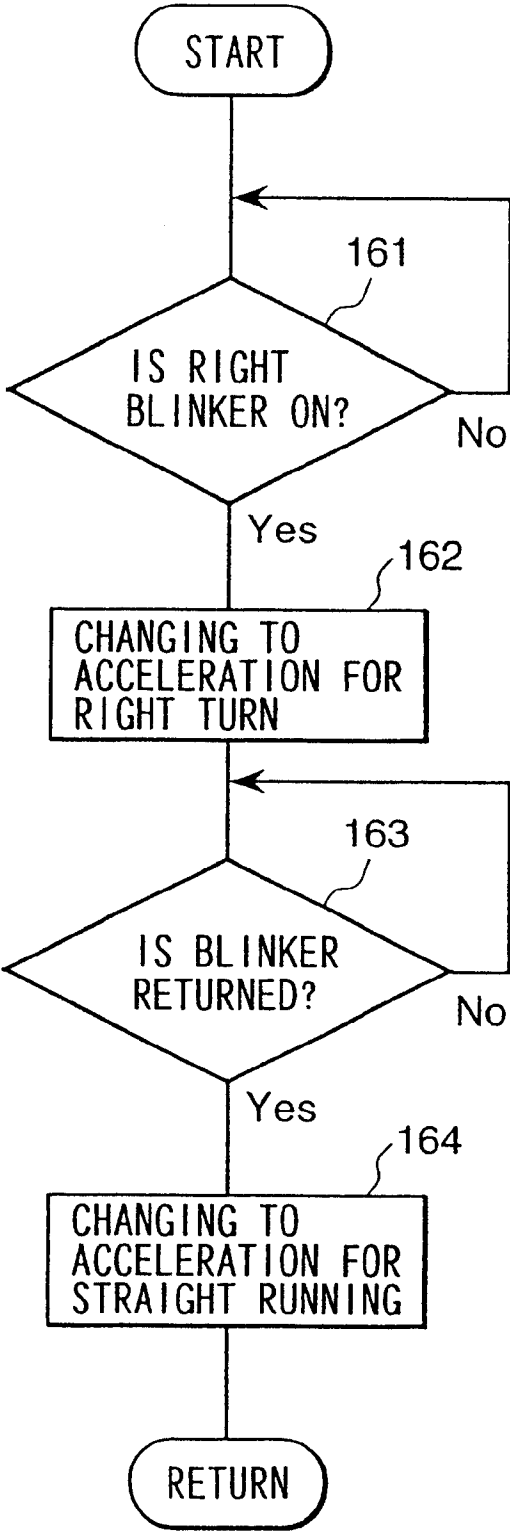 START
161
IS RIGHT
BLINKER ON?
No
Yes
162
CHANGING TO
ACCELERATION FOR
RIGHT TURN
163
IS BLINKER
RETURNED?
No
Yes
164
CHANGING TO
ACCELERATION FOR
STRAIGHT RUNNING
RETURN